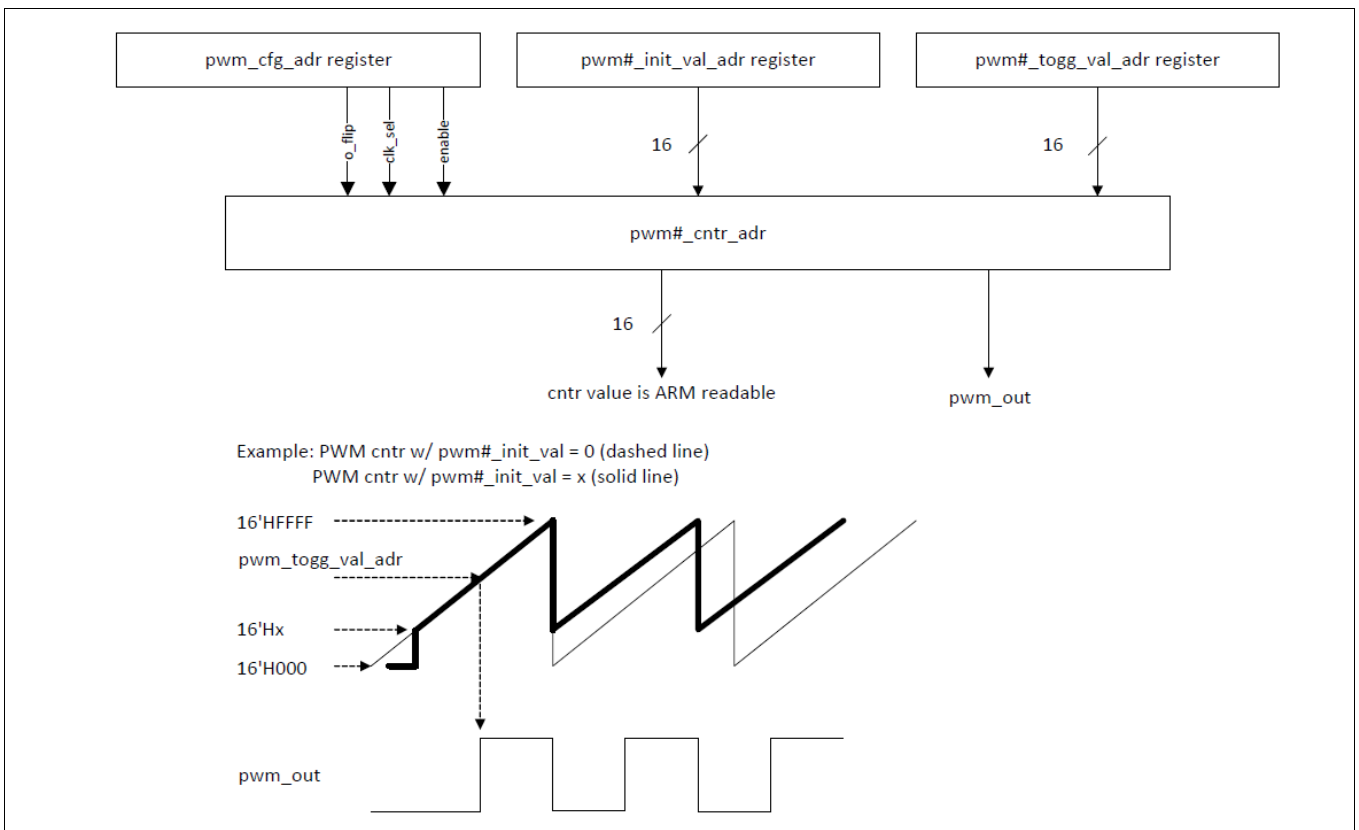 pwm_cfg_adr register
pwm#_init_val_adr register
pwm#_togg_val_adr register
o_flip
clk_sel
enable
16
16
pwm#_cntr_adr
16
cntr value is ARM readable
pwm_out
Example: PWM cntr w/ pwm#_init_val = 0 (dashed line)
PWM cntr w/ pwm#_init_val = x (solid line)
16'HFFFF
pwm_togg_val_adr
16'Hx
16'H000
pwm_out